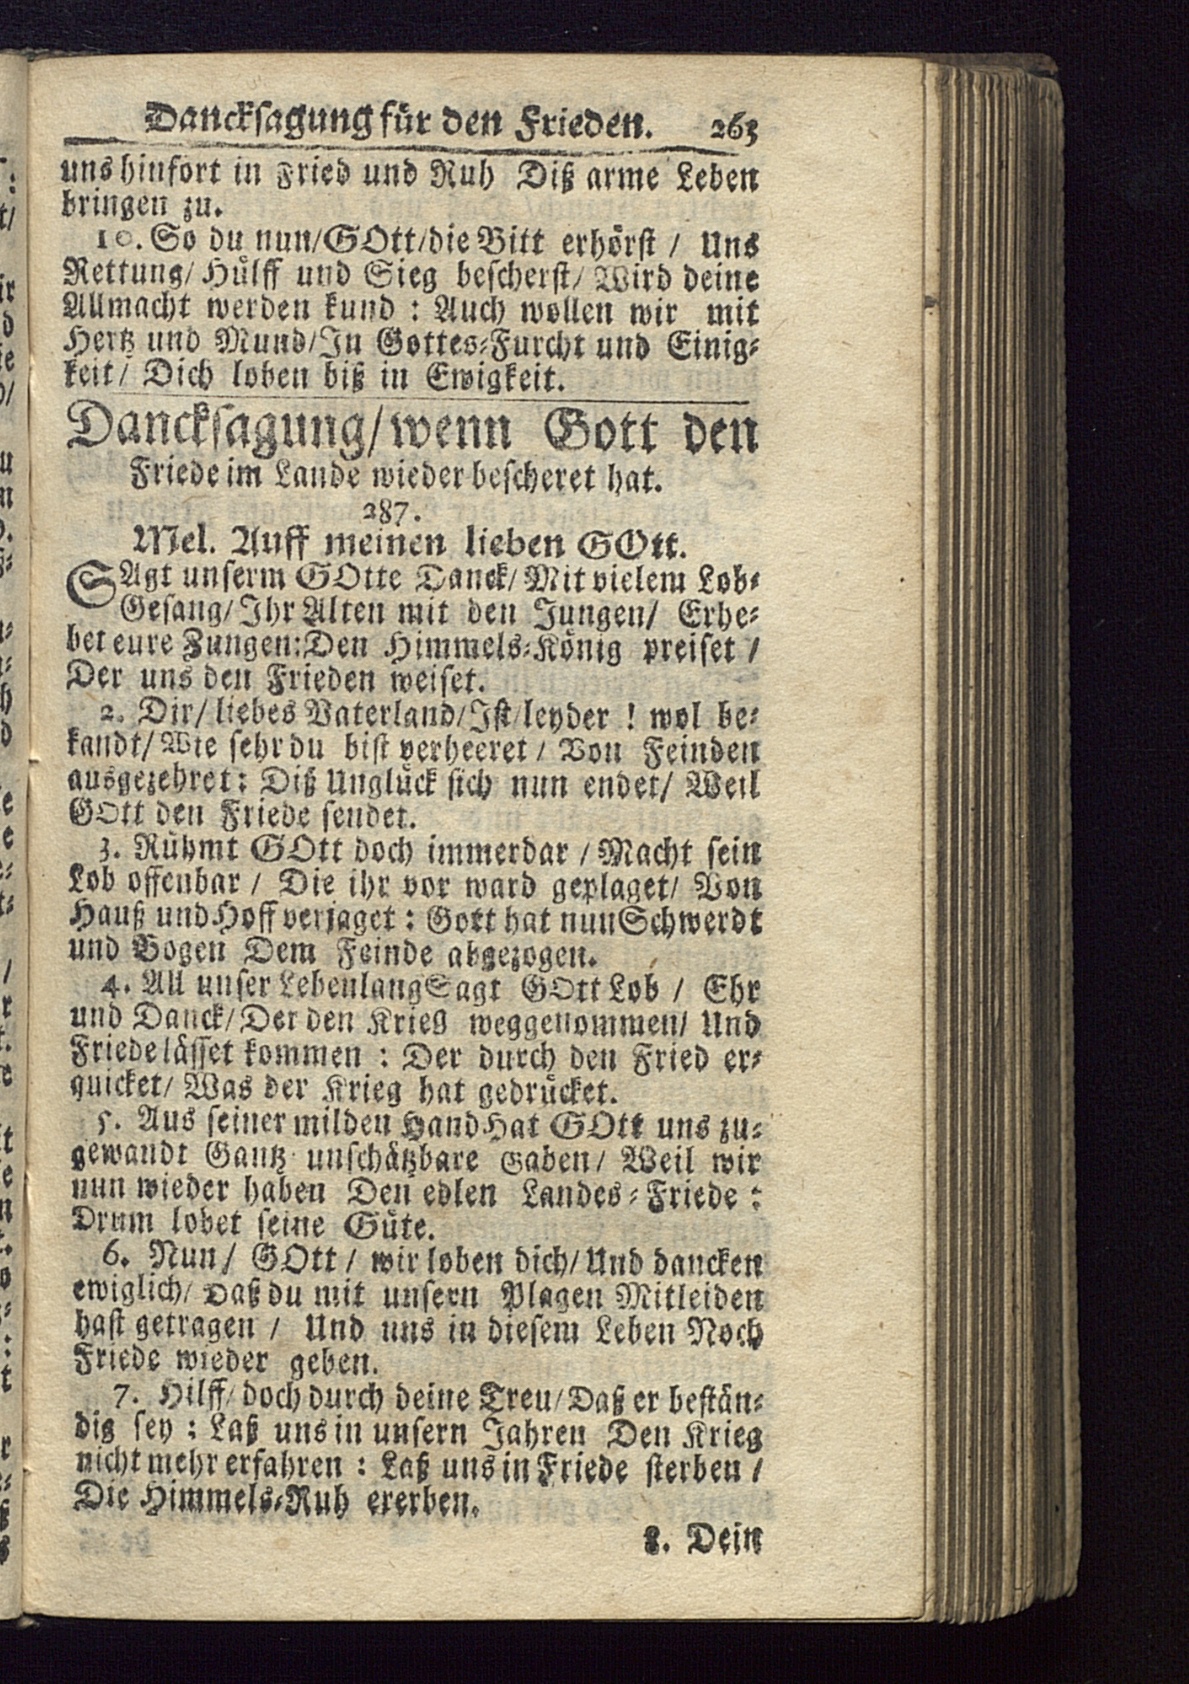 Dancksagung für den Frieden. 263
uns hinfort in Fried und Ruh Diß arme Leben
bringen zu.
10. So du nun/GOtt/die Bitt erhörst / Uns
Rettung/ Hülff und Sieg bescherst/ Wird deine
Allmacht werden kund : Auch wollen wir mit
Hertz und Mund/In Gottes-Furcht und Einig-
keit/ Dich loben biß in Ewigkeit.
Dancksagung/wenn Gott den
Friede im Lande wieder bescheret hat.
287.
Mel. Auff meinen lieben GOtt.
SAgt unserm GOtte Danck/ Mit vielem Lob-
Gesang/ Ihr Alten mit den Jungen/ Erhe-
bet eure Zungen: Den Himmels-König preiset /
Der uns den Frieden weiset.
2. Dir/ liebes Vaterland/Ist/leyder ! wol be-
kandt/ Wie sehr du bist verheeret / Von Feinden
ausgezehret: Diß Unglück sich nun endet/ Weil
GOtt den Friede sendet.
3. Rühmt GOtt doch immerdar / Macht sein
Lob offenbar / Die ihr vor ward geplaget/ Von
Hauß und Hoff verjaget : Gott hat nun Schwerdt
und Bogen Dem Feinde abgezogen.
4. All unser Lebenlang Sagt GOtt Lob / Ehr
und Danck/ Der den Krieg weggenommen/ Und
Friede lässet kommen : Der durch den Fried er-
quicket/ Was der Krieg hat gedrücket.
5. Aus seiner milden Hand Hat GOtt uns zu-
gewandt Gantz unschätzbare Gaben/ Weil wir
nun wieder haben Den edlen Landes-Friede :
Drum lobet seine Güte.
6. Nun/ GOtt / wir loben dich/ Und dancken
ewiglich/ Daß du mit unsern Plagen Mitleiden
hast getragen / Und uns in diesem Leben Noch
Friede wieder geben.
7. Hilff/ doch durch deine Treu/ Daß er bestän-
dig sey : Laß uns in unsern Jahren Den Krieg
nicht mehr erfahren : Laß uns in Friede sterben /
Die Himmels-Ruh ererben.
8. Dein